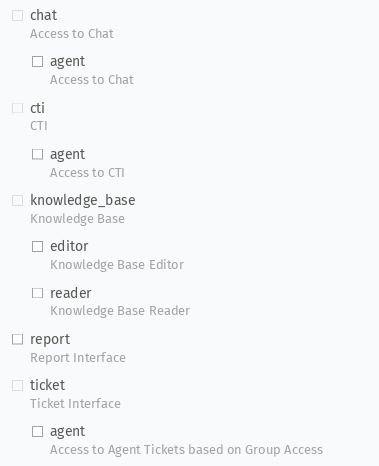 chat
Access to Chat
agent
Access to Chat
cti
CTI
agent
Access to CTI
knowledge_base
Knowledge Base
editor
Knowledge Base Editor
reader
Knowledge Base Reader
report
Report Interface
ticket
Ticket Interface
agent
Access to Agent Tickets based on Group Access